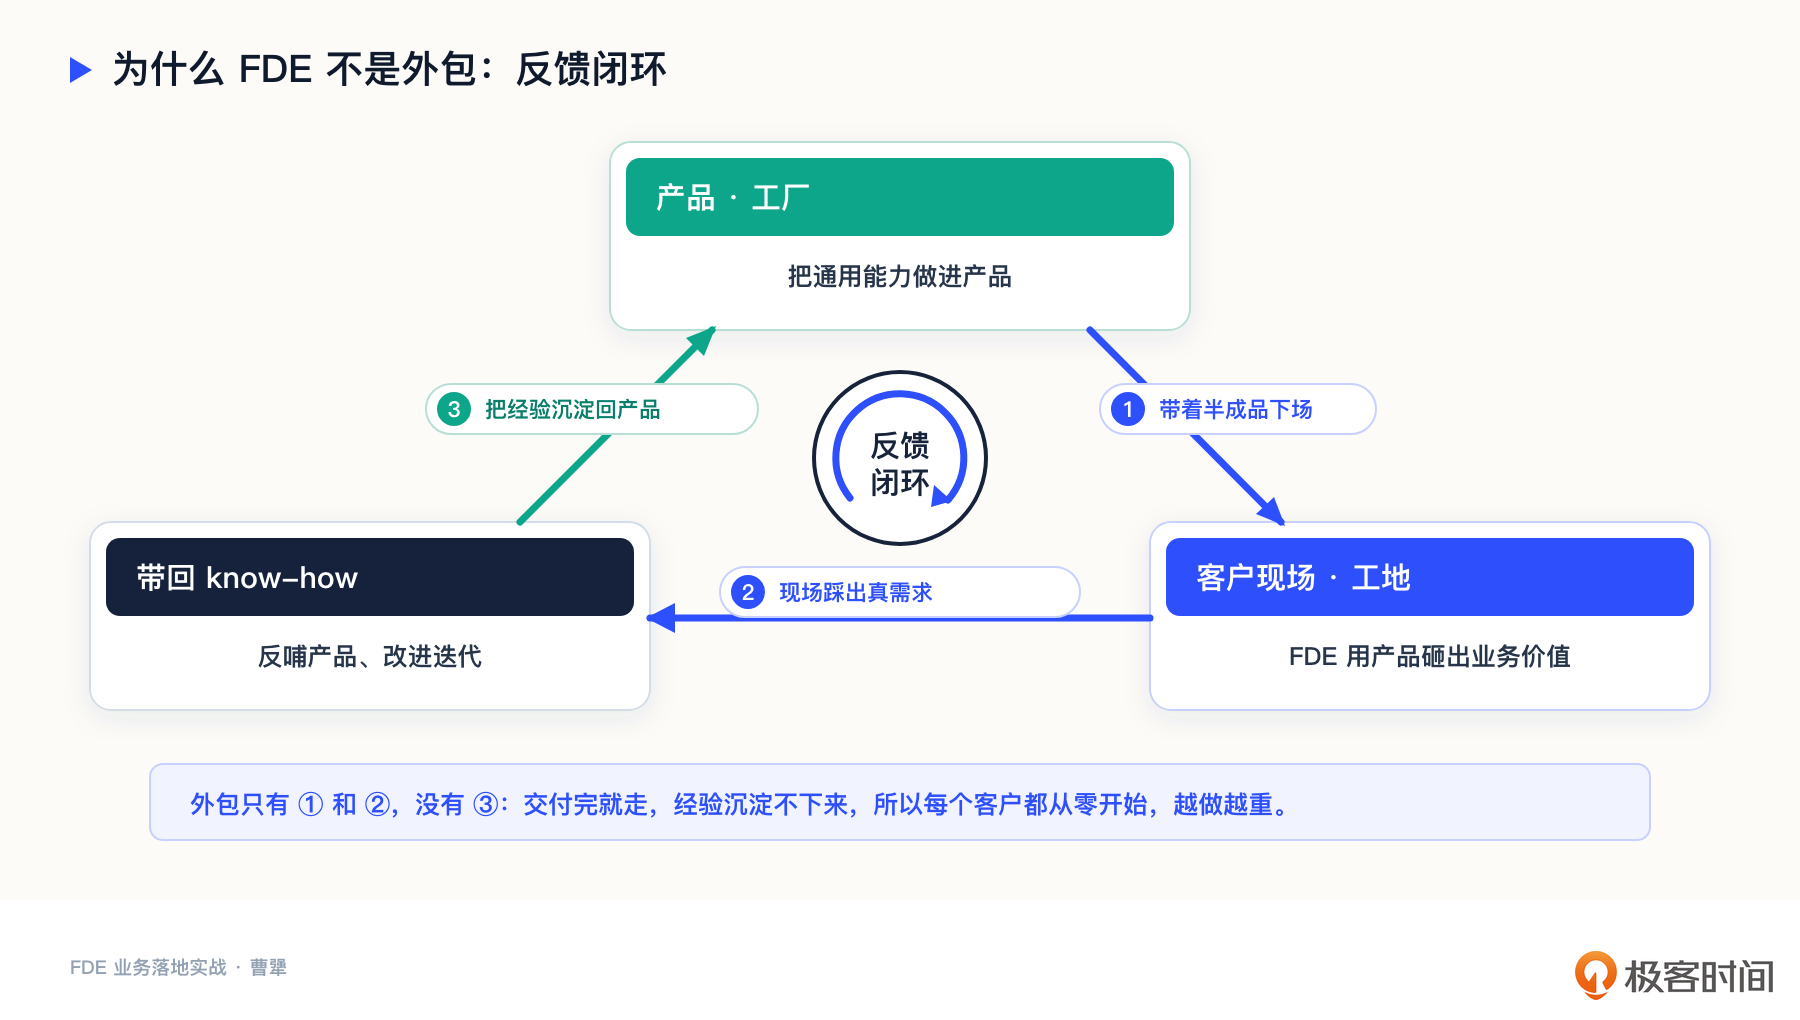 为什么 FDE 不是外包：反馈闭环
产品 · 工厂
把通用能力做进产品
3 把经验沉淀回产品
1 带着半成品下场
反馈
闭环
带回 know-how
反哺产品、改进迭代
2 现场踩出真需求
客户现场 · 工地
FDE 用产品砸出业务价值
外包只有 ① 和 ②，没有 ③：交付完就走，经验沉淀不下来，所以每个客户都从零开始，越做越重。
FDE 业务落地实战 · 曹犟
极客时间